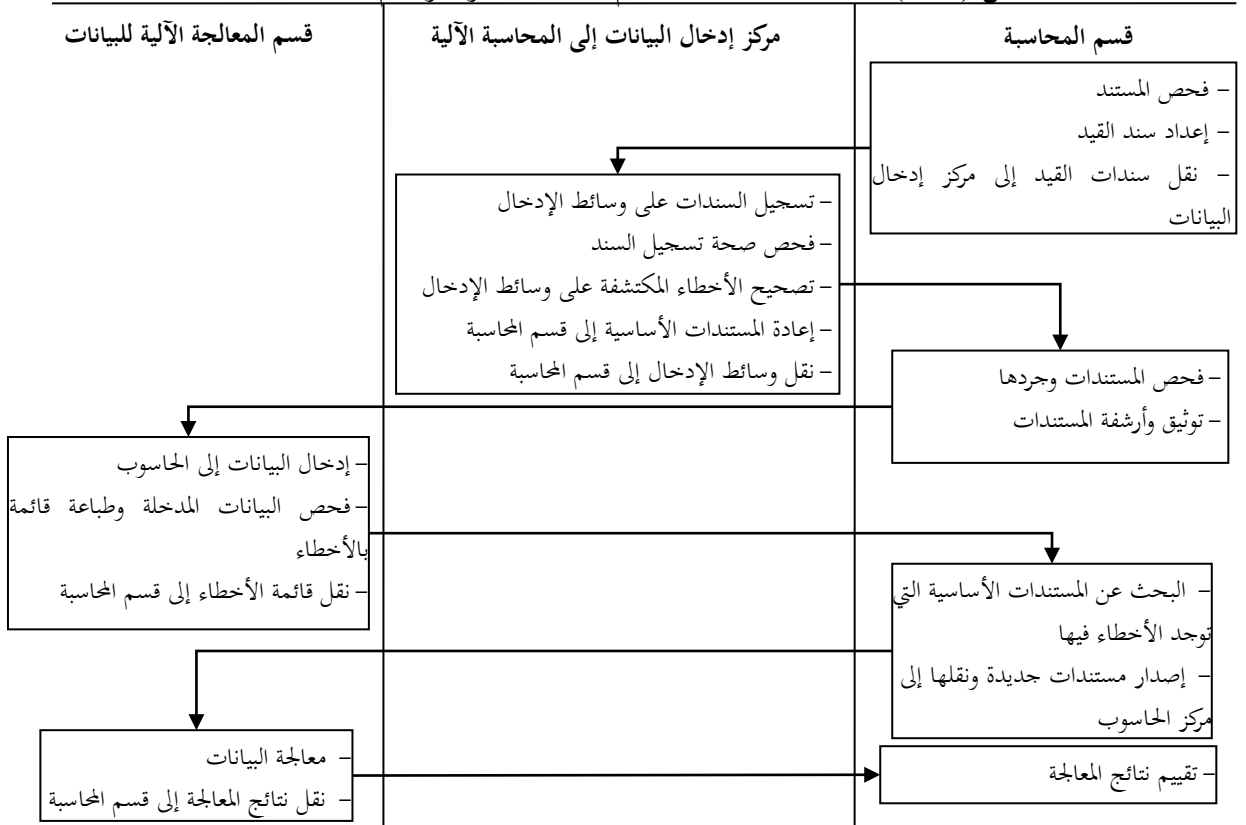 قسم المحاسبة
مركز إدخال البيانات إلى المحاسبة الآلية
قسم المعالجة الآلية للبيانات
– فحص المستند
– إعداد سند القيد
– نقل سندات القيد إلى مركز إدخال
البيانات
– تسجيل السندات على وسائط الإدخال
– فحص صحة تسجيل السند
– تصحيح الأخطاء المكتشفة على وسائط الإدخال
– إعادة المستندات الأساسية إلى قسم المحاسبة
– نقل وسائط الإدخال إلى قسم المحاسبة
– فحص المستندات وجردها
– توثيق وأرشفة المستندات
– إدخال البيانات إلى الحاسوب
– فحص البيانات المدخلة وطباعة قائمة
بالأخطاء
– نقل قائمة الأخطاء إلى قسم المحاسبة
– البحث عن المستندات الأساسية التي
توجد الأخطاء فيها
– إصدار مستندات جديدة ونقلها إلى
مركز الحاسوب
– معالجة البيانات
– نقل نتائج المعالجة إلى قسم المحاسبة
– تقييم نتائج المعالجة